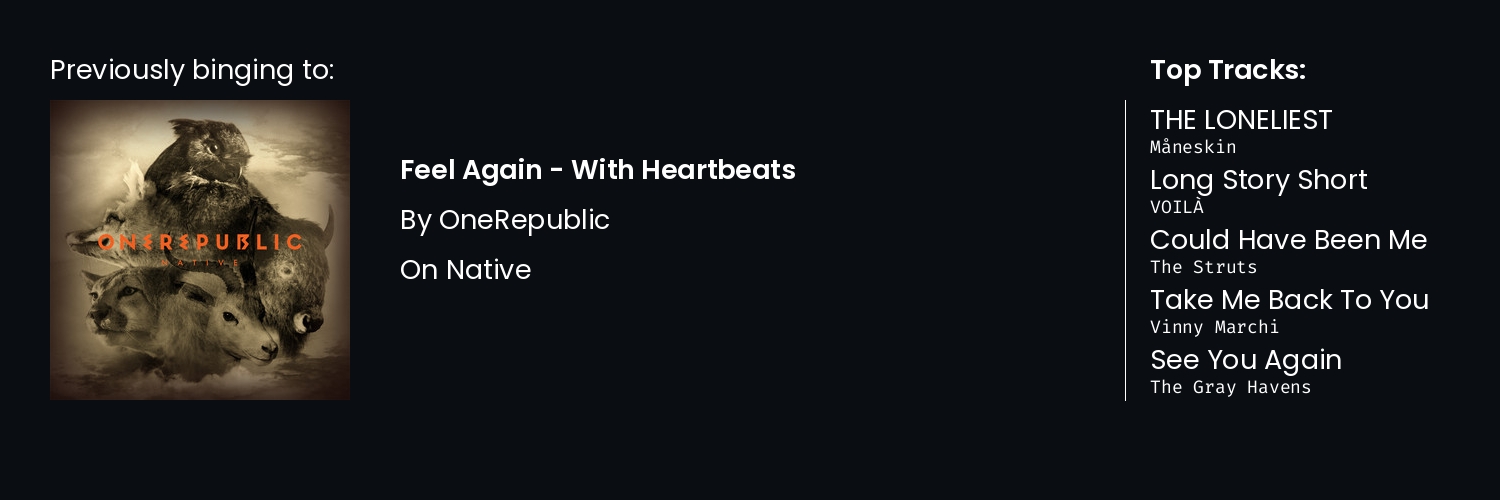 Previously binging to:
ONEREPUBLIC
NATIVE
Feel Again - With Heartbeats
By OneRepublic
On Native
Top Tracks:
THE LONELIEST
Måneskin
Long Story Short
VOILÀ
Could Have Been Me
The Struts
Take Me Back To You
Vinny Marchi
See You Again
The Gray Havens